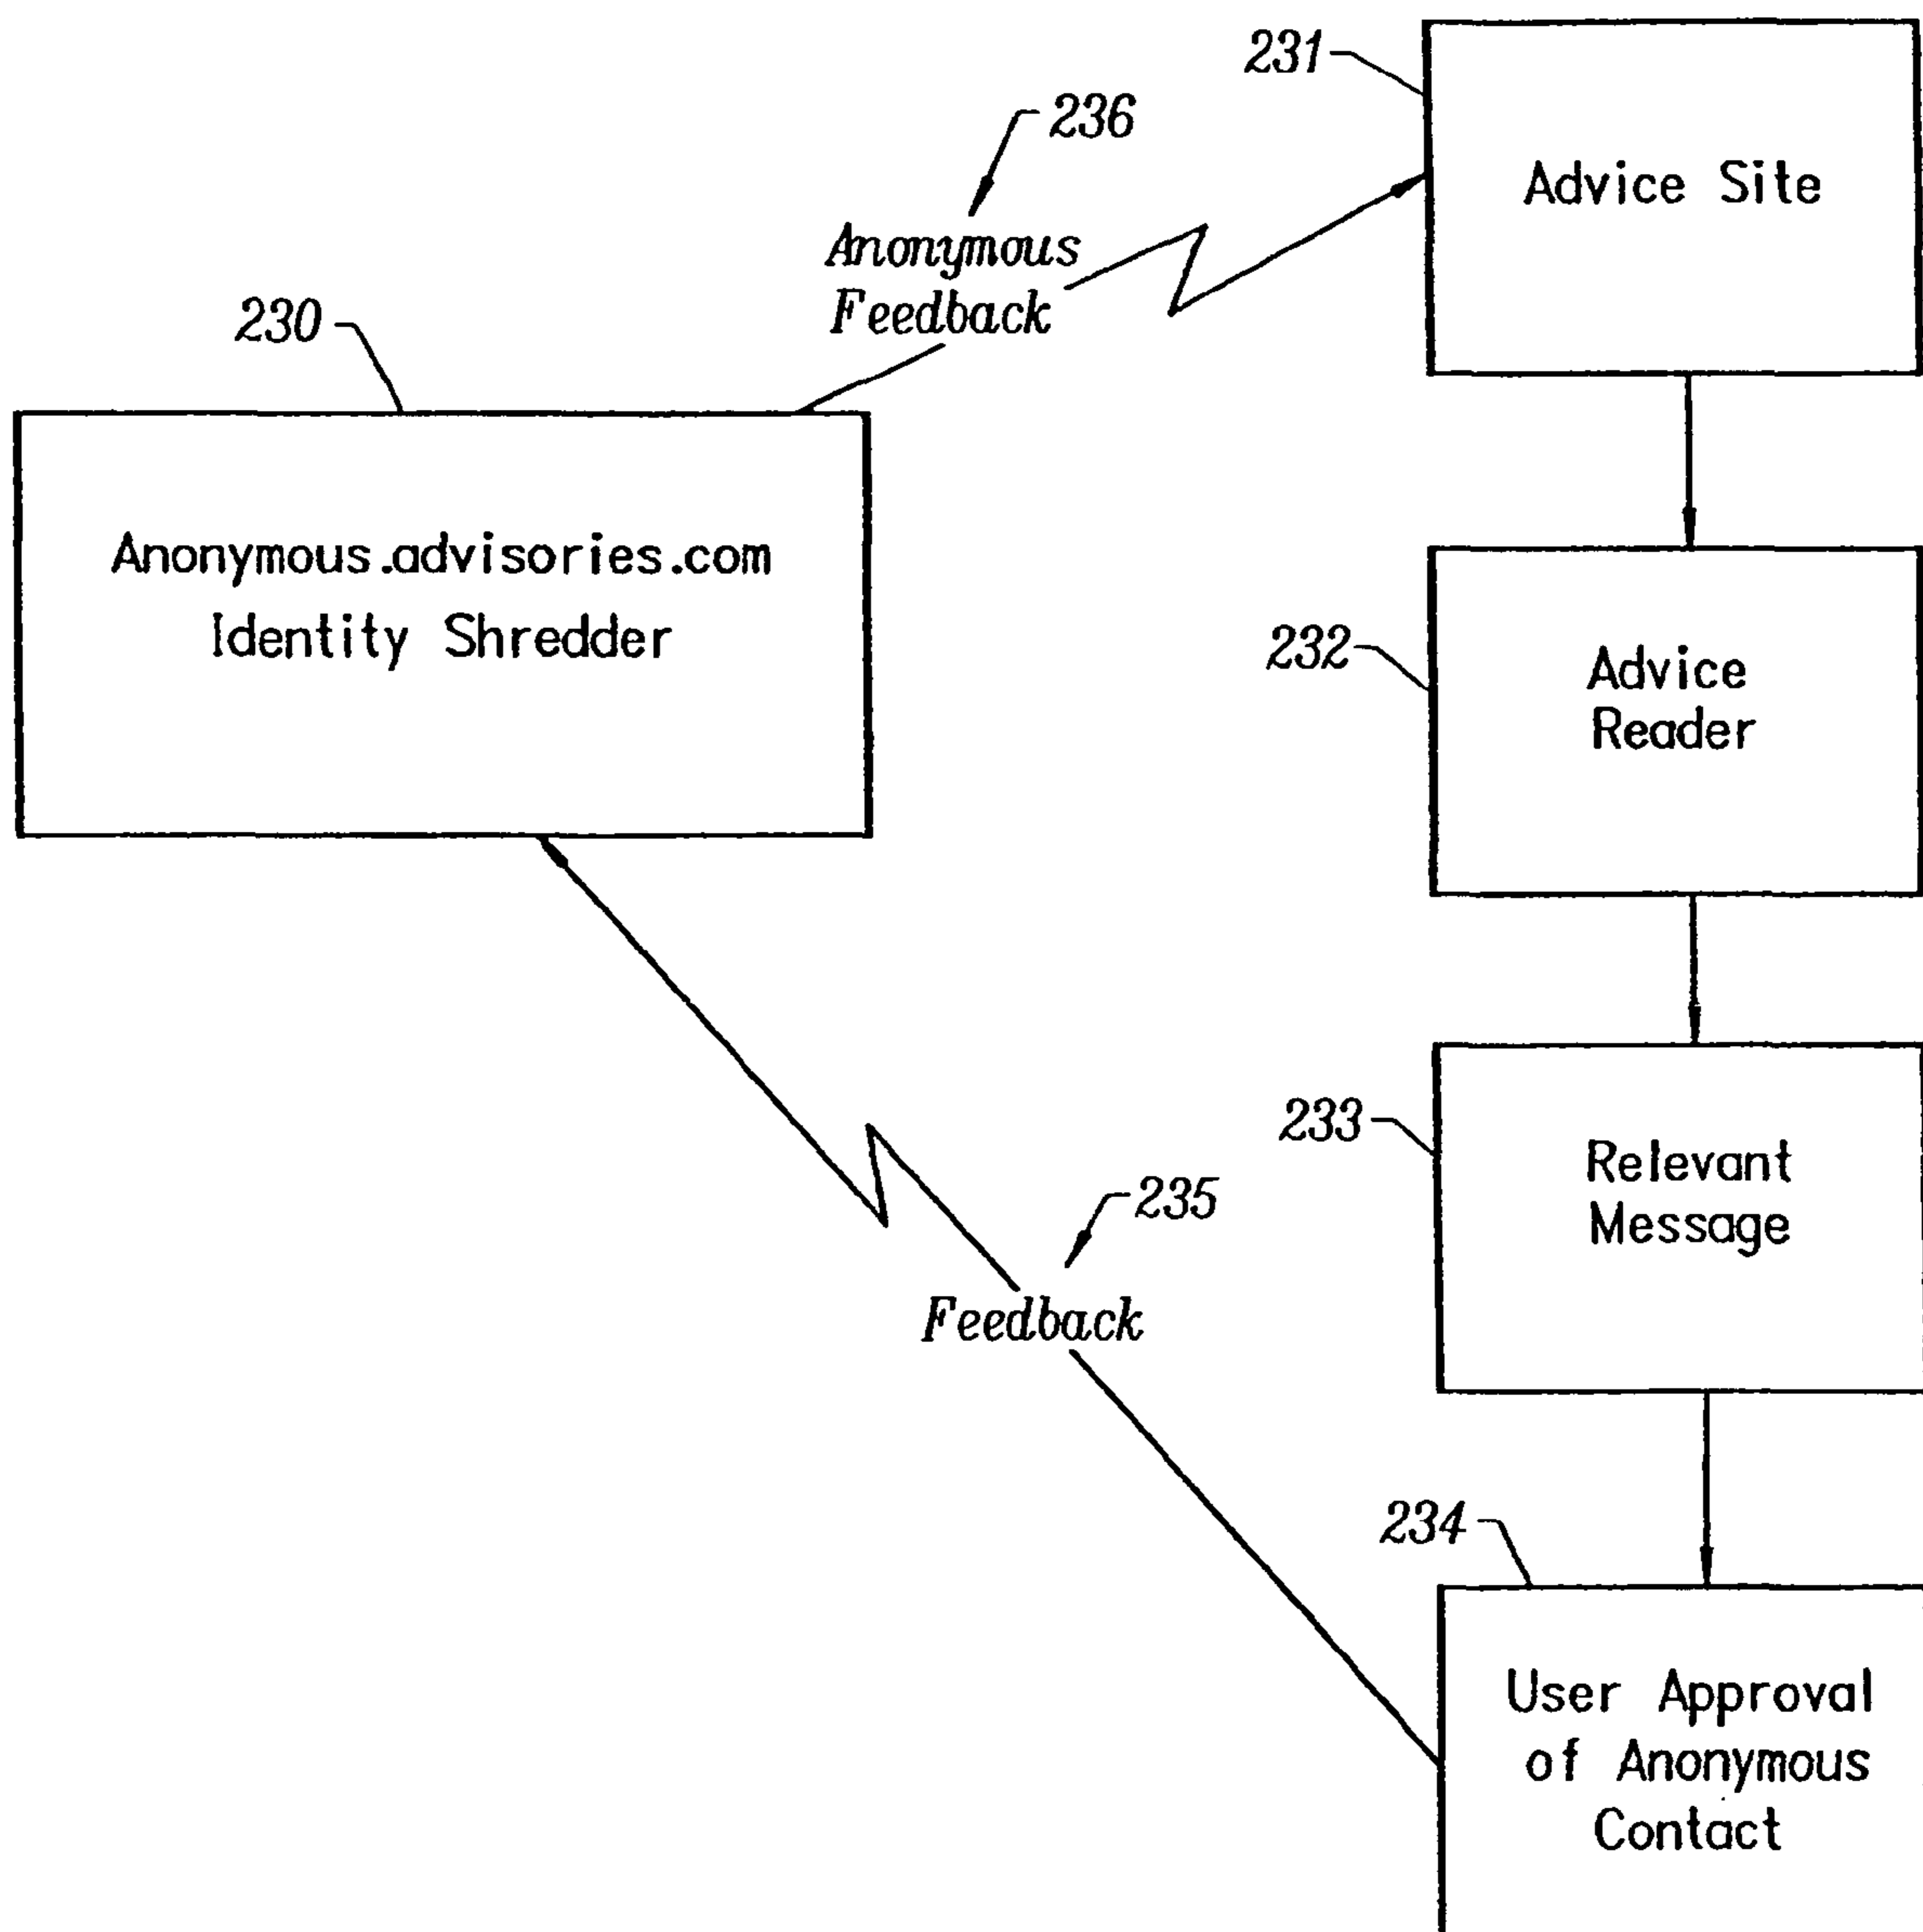 231
236
Advice Site
Anonymous
Feedback
230
Anonymous.advisories.com
Identity Shredder
232
Advice
Reader
233
Relevant
Message
235
Feedback
234
User Approval
of Anonymous
Contact